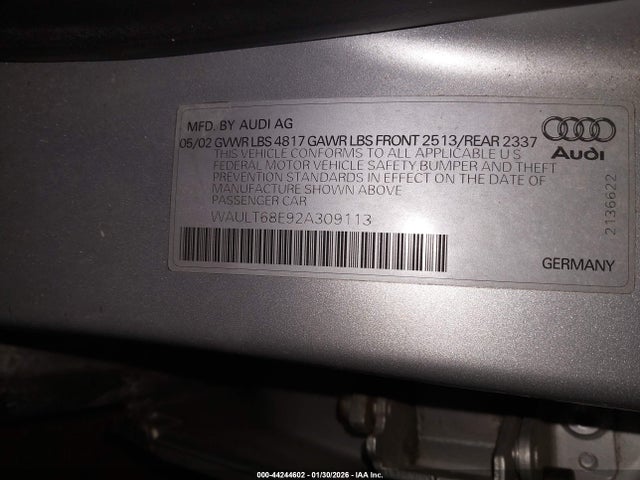 MFD. BY AUDI AG
05/02 GVWR LBS 4817 GAWR LBS FRONT 2513/REAR 2337
THIS VEHICLE CONFORMS TO ALL APPLICABLE U S
FEDERAL MOTOR VEHICLE SAFETY BUMPER AND THEFT
PREVENTION STANDARDS IN EFFECT ON THE DATE OF
MANUFACTURE SHOWN ABOVE
PASSENGER CAR
WAULT68E92A309113
Audi
2136622
GERMANY
000-44244602 - 01/30/2026 - IAA Inc.